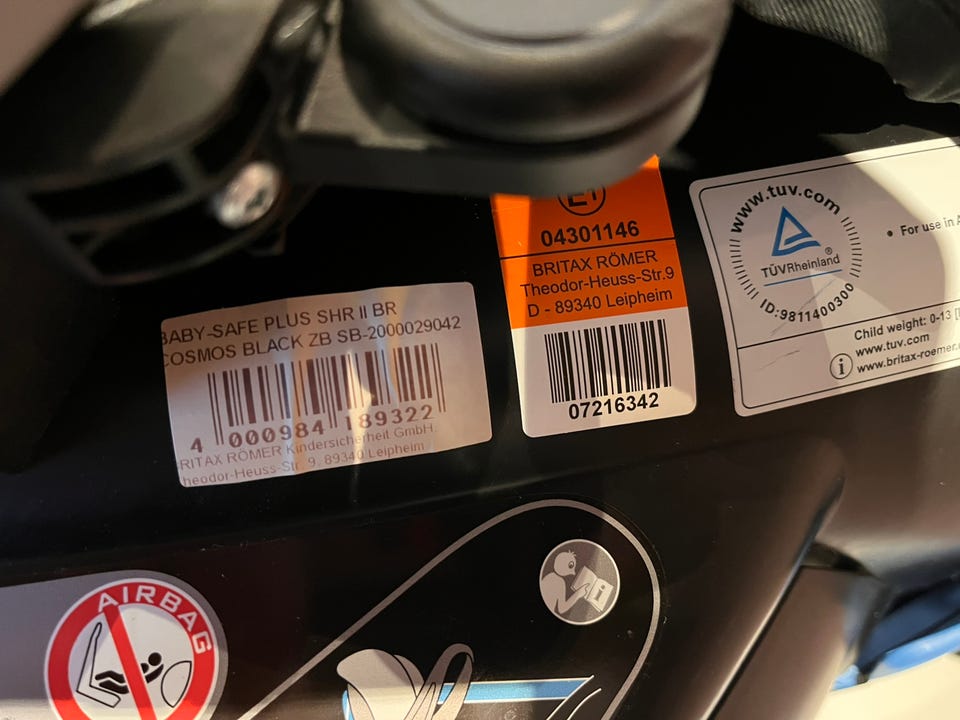 BABY-SAFE PLUS SHR II BR
COSMOS BLACK ZB SB-2000029042
4 000984 189322
BRITAX RÖMER Kindersicherheit GmbH.
Theodor-Heuss-Str. 9, 89340 Leipheim
E1
04301146
BRITAX RÖMER
Theodor-Heuss-Str.9
D - 89340 Leipheim
07216342
www.tuv.com
TÜVRheinland®
ID:9811400300
• For use in
Child weight: 0-13
www.tuv.com
i
www.britax-roemer.
AIRBAG
i